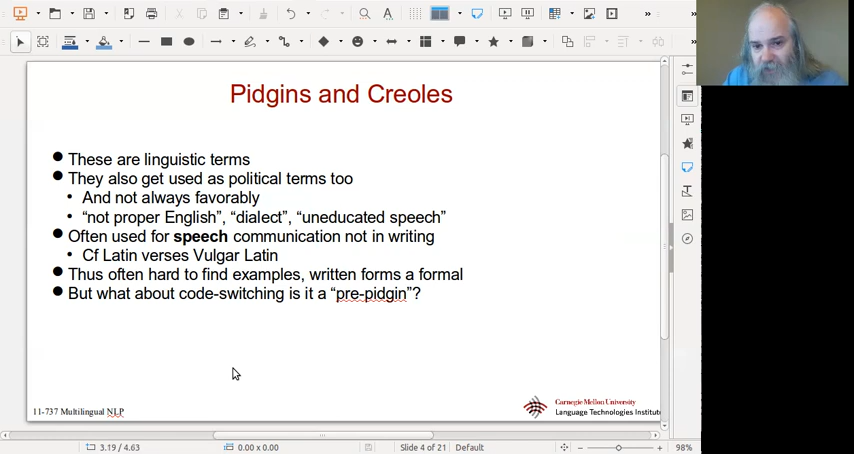 Pidgins and Creoles
These are linguistic terms
They also get used as political terms too
And not always favorably
“not proper English”, “dialect”, “uneducated speech”
Often used for speech communication not in writing
Cf Latin verses Vulgar Latin
Thus often hard to find examples, written forms a formal
But what about code-switching is it a “pre-pidgin”?
11-737 Multilingual NLP
Carnegie Mellon University
Language Technologies Institute
3.19 / 4.63
0.00 x 0.00
Slide 4 of 21
Default
98%